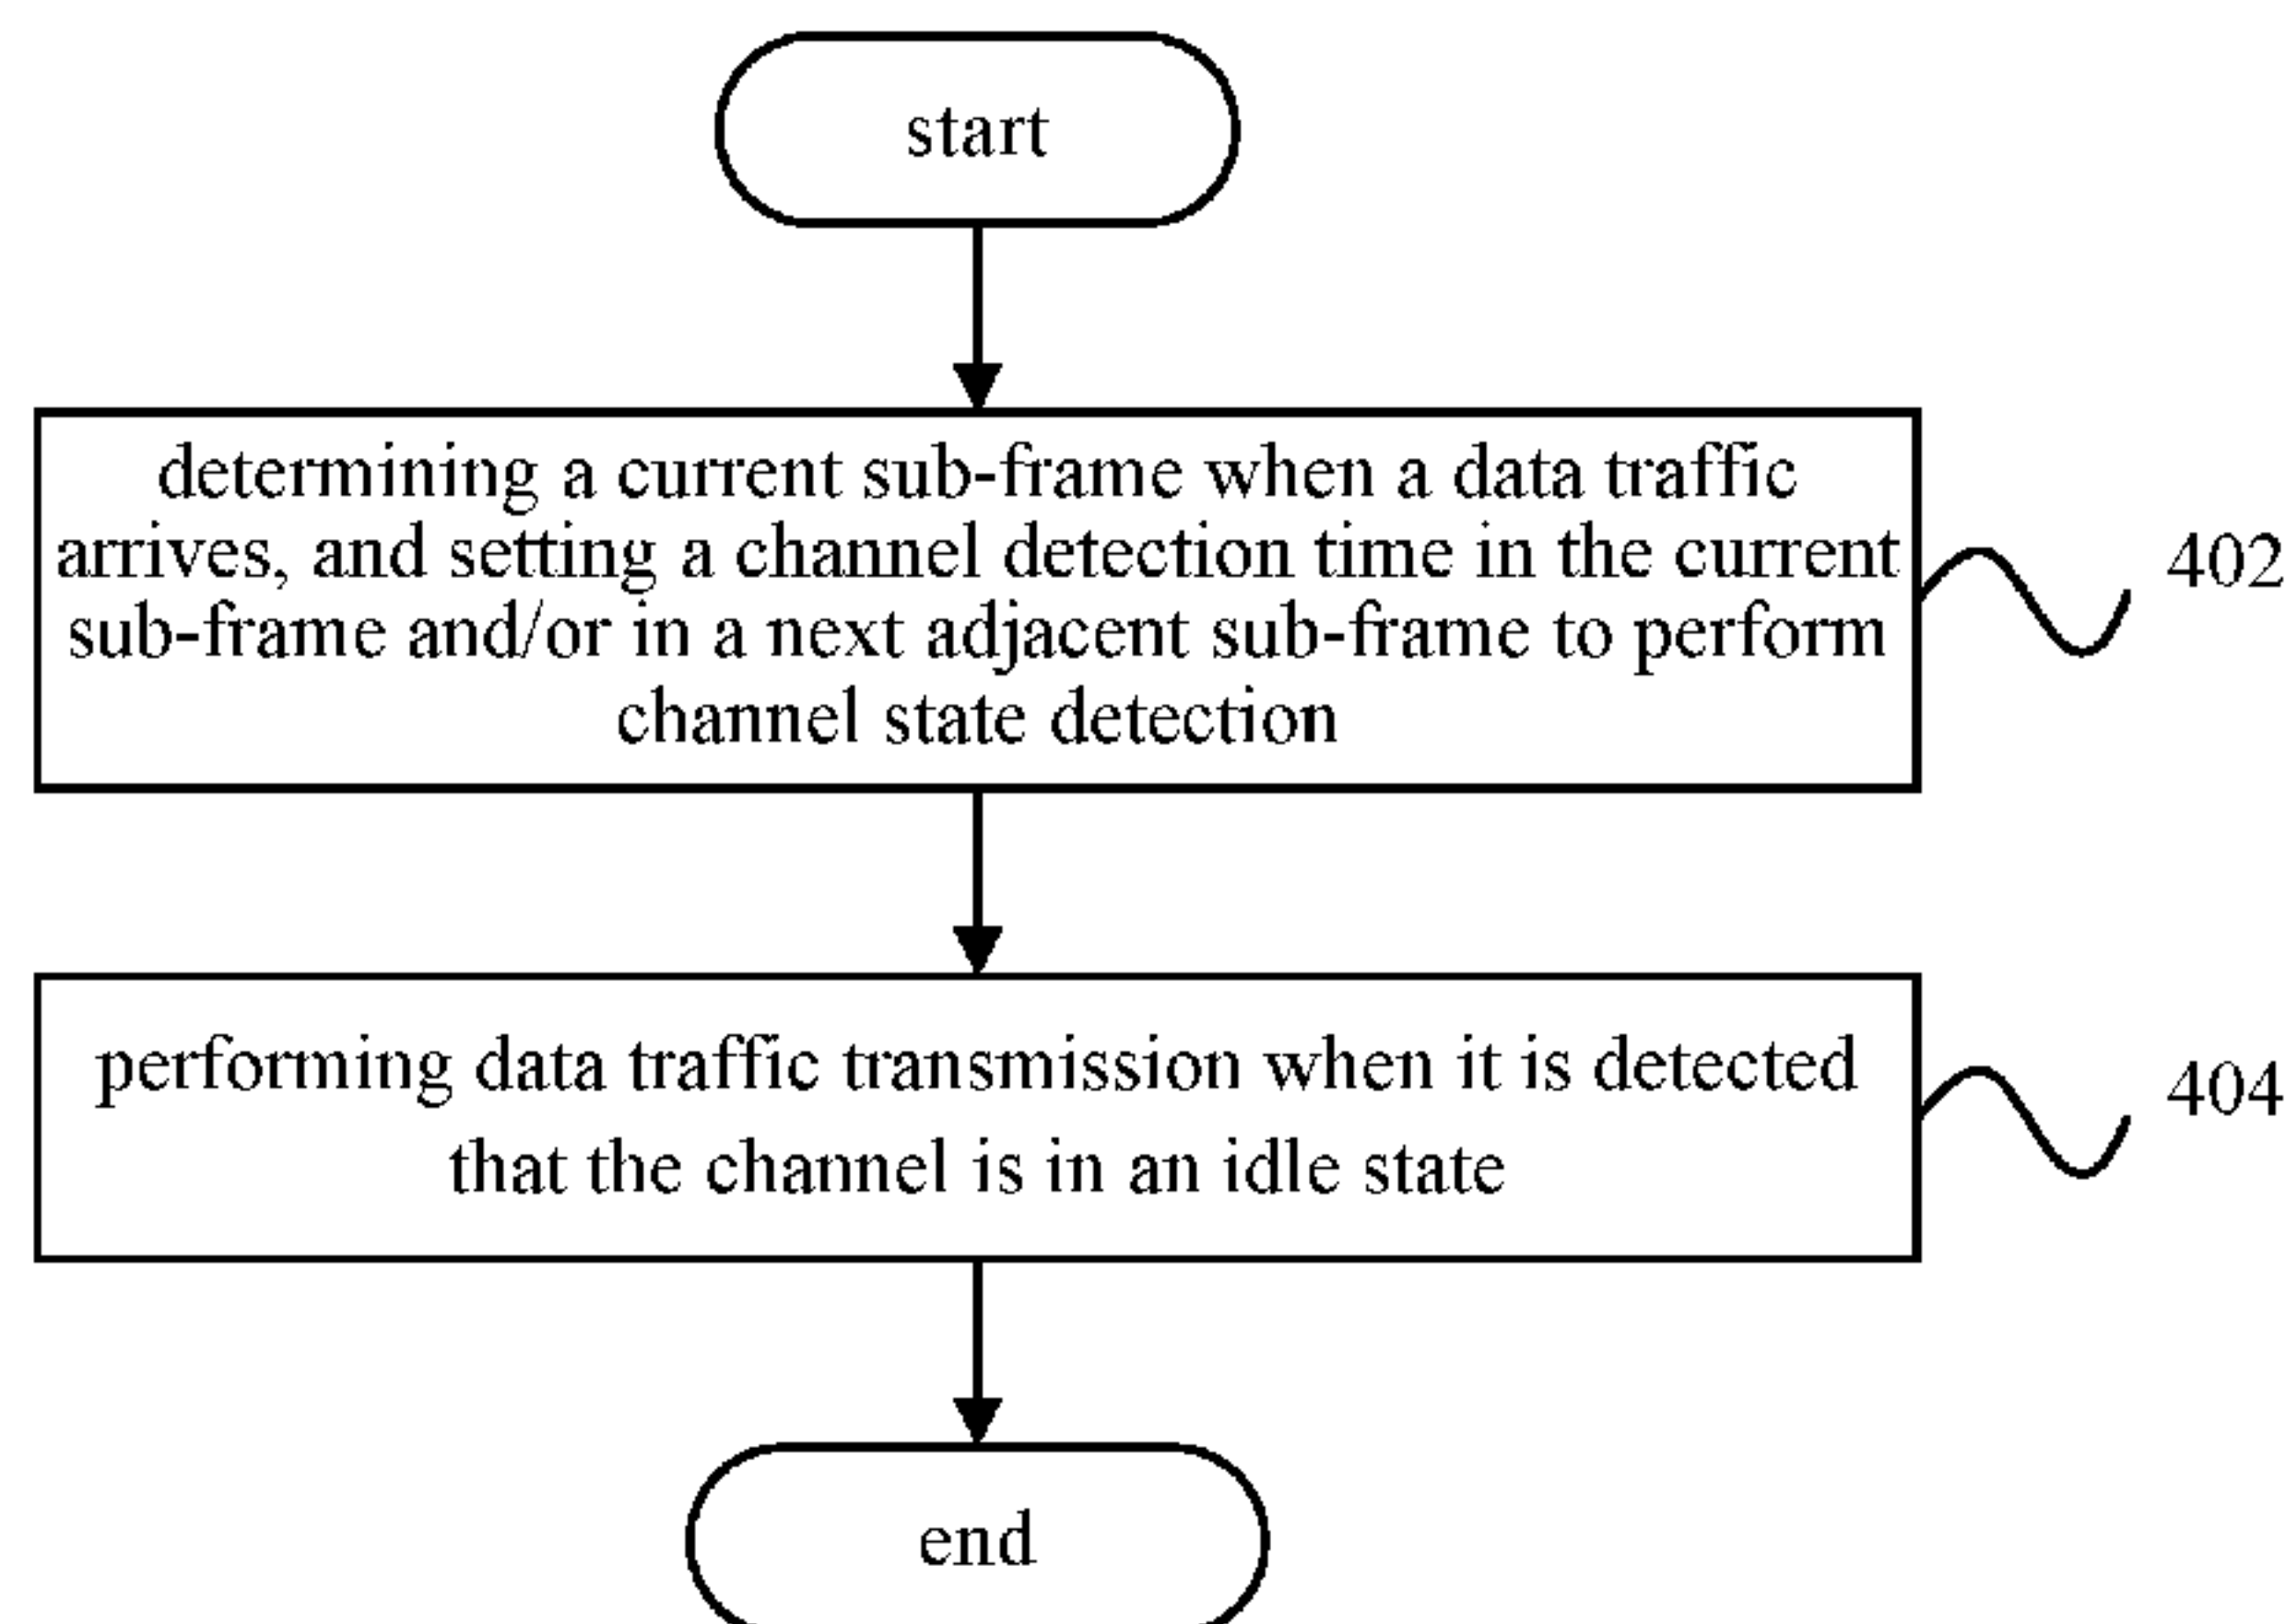 start
determining a current sub-frame when a data traffic
arrives, and setting a channel detection time in the current
sub-frame and/or in a next adjacent sub-frame to perform
channel state detection
402
performing data traffic transmission when it is detected
that the channel is in an idle state
404
end